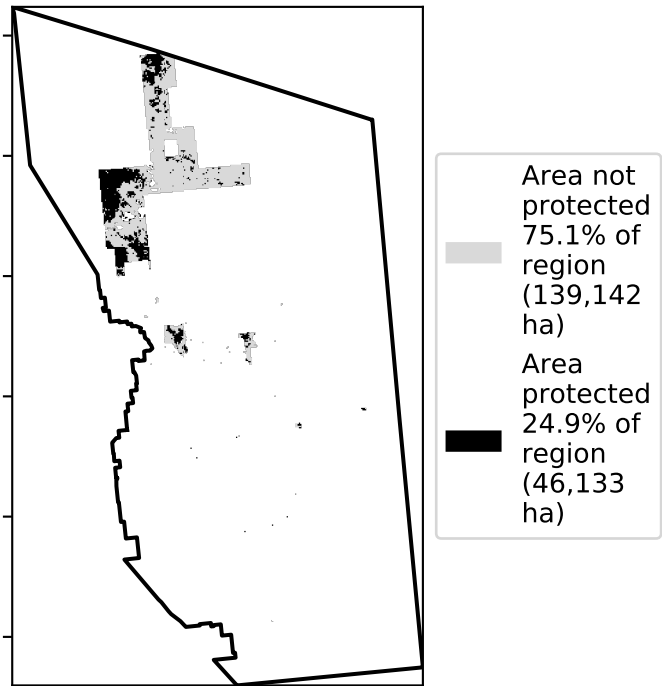 Area not
protected
75.1% of
region
(139,142
ha)
Area
protected
24.9% of
region
(46,133
ha)